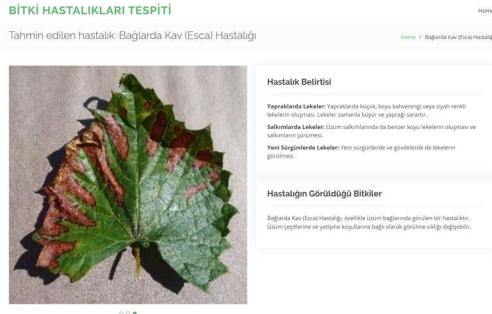 BİTKİ HASTALIKLARI TESPİTİ
Home
Tahmin edilen hastalık: Bağlarda Kav (Esca) Hastalığı
Home / Bağlarda Kav (Esca) Hastalığı
Hastalık Belirtisi
Yapraklarda Lekeler: Yapraklarda küçük, koyu kahverengi veya siyah renkli
lekelerin oluşması. Lekeler zamanla büyür ve yaprağı sarartır.
Salkımlarda Lekeler: Üzüm salkımlarında da benzer koyu lekelerin oluşması ve
salkımların çürümesi.
Yeni Sürgünlerde Lekeler: Yeni sürgünlerde ve gövdelerde de lekelerin
görülmesi.
Hastalığın Görüldüğü Bitkiler
Bağlarda Kav (Esca) Hastalığı, özellikle üzüm bağlarında görülen bir hastalıktır.
Üzüm çeşitlerine ve yetişme koşullarına bağlı olarak görülme sıklığı değişebilir.